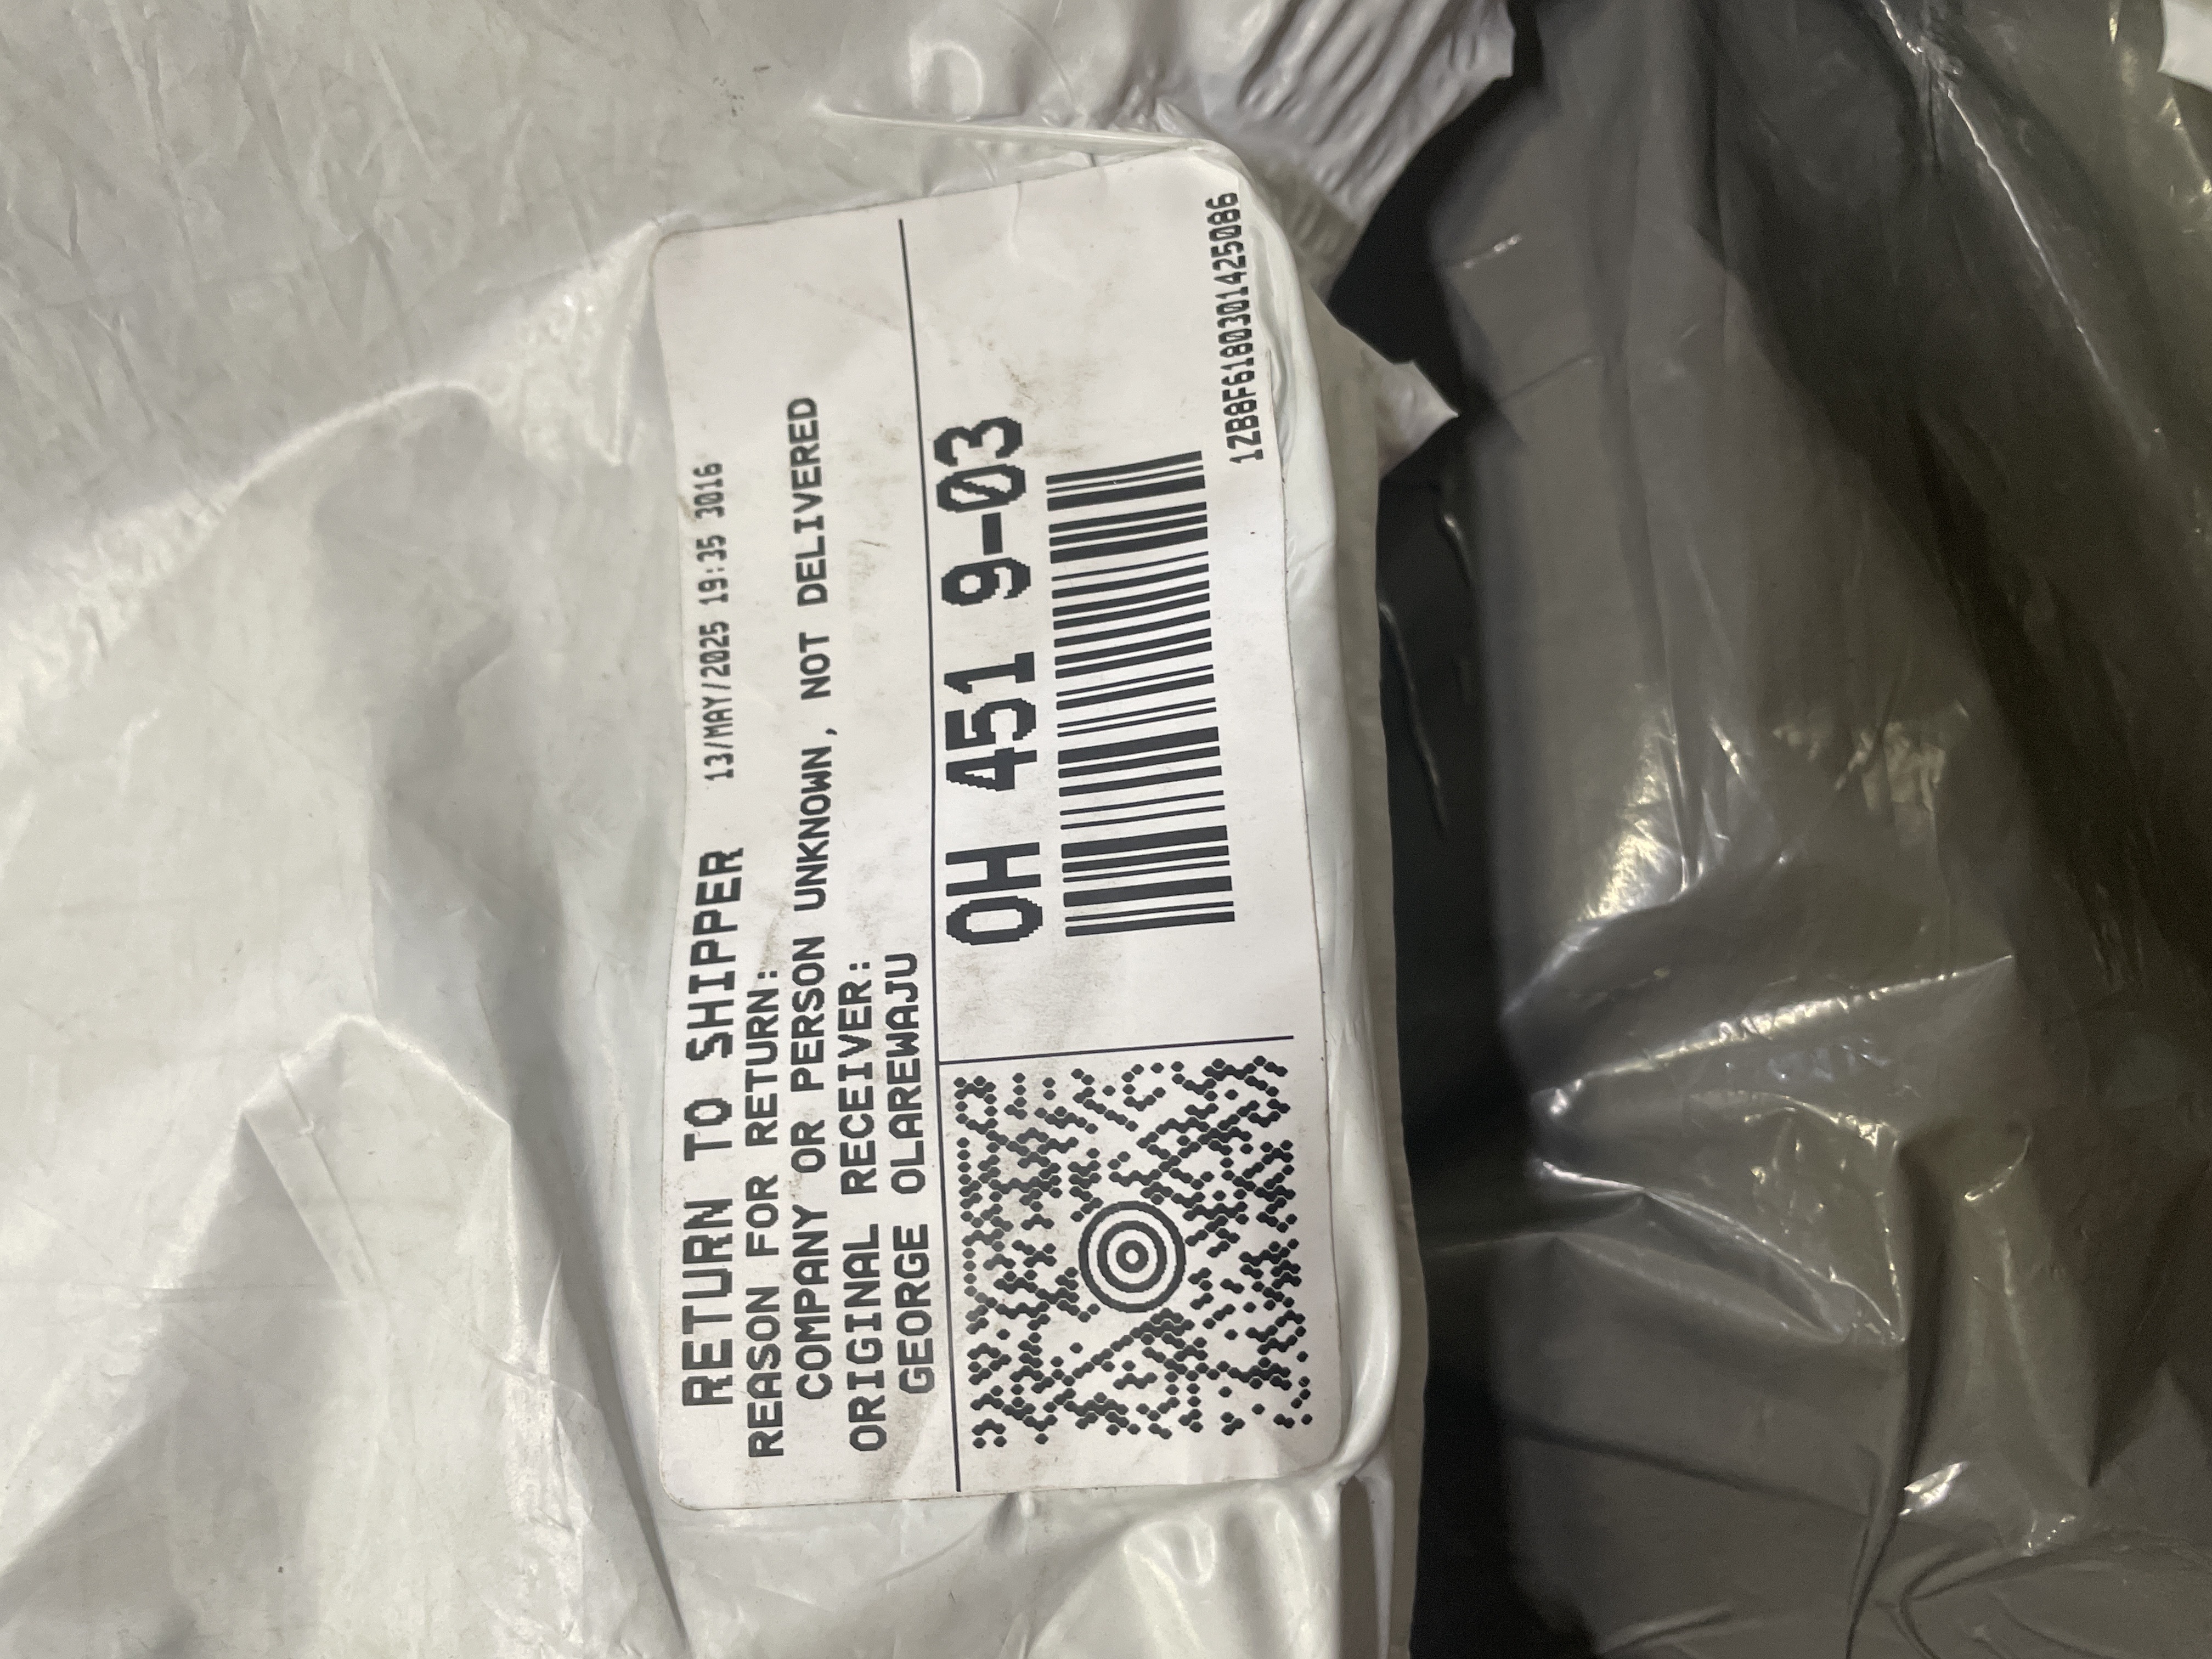 RETURN TO SHIPPER 13/MAY/2025 19:35 3016
REASON FOR RETURN:
COMPANY OR PERSON UNKNOWN, NOT DELIVERED
ORIGINAL RECEIVER:
GEORGE OLAREWAJU
OH 451 9-03
1ZB8F6180301425086